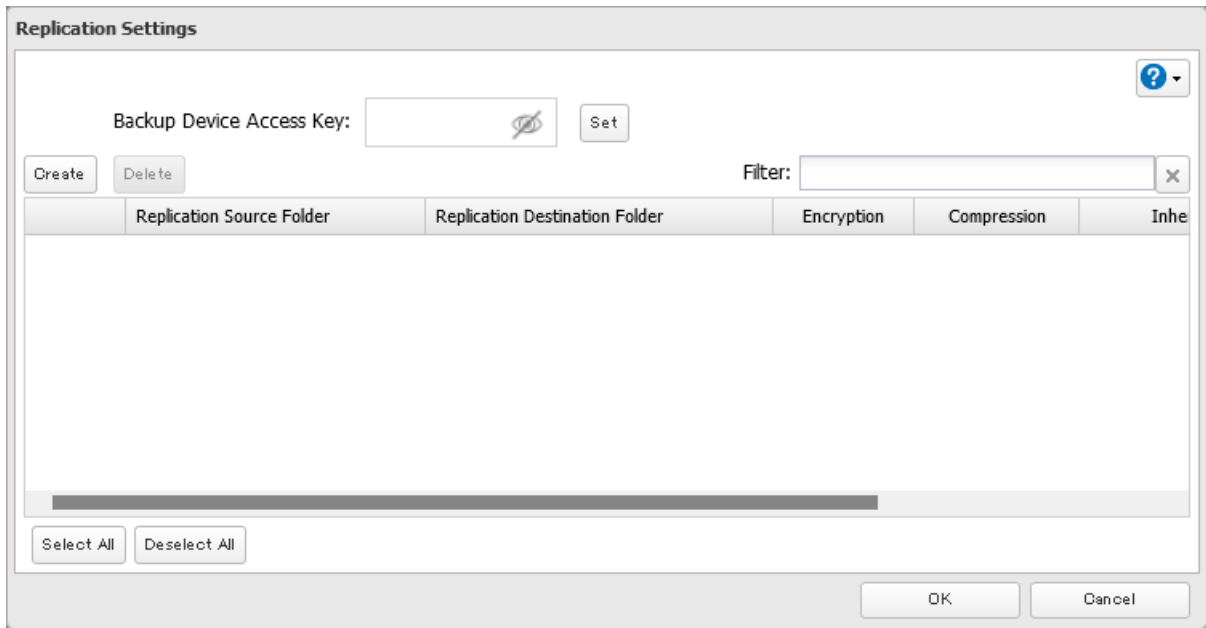 Replication Settings
?
Backup Device Access Key: Set
Create Delete Filter:
Replication Source Folder Replication Destination Folder Encryption Compression Inhe
Select All Deselect All
OK Cancel